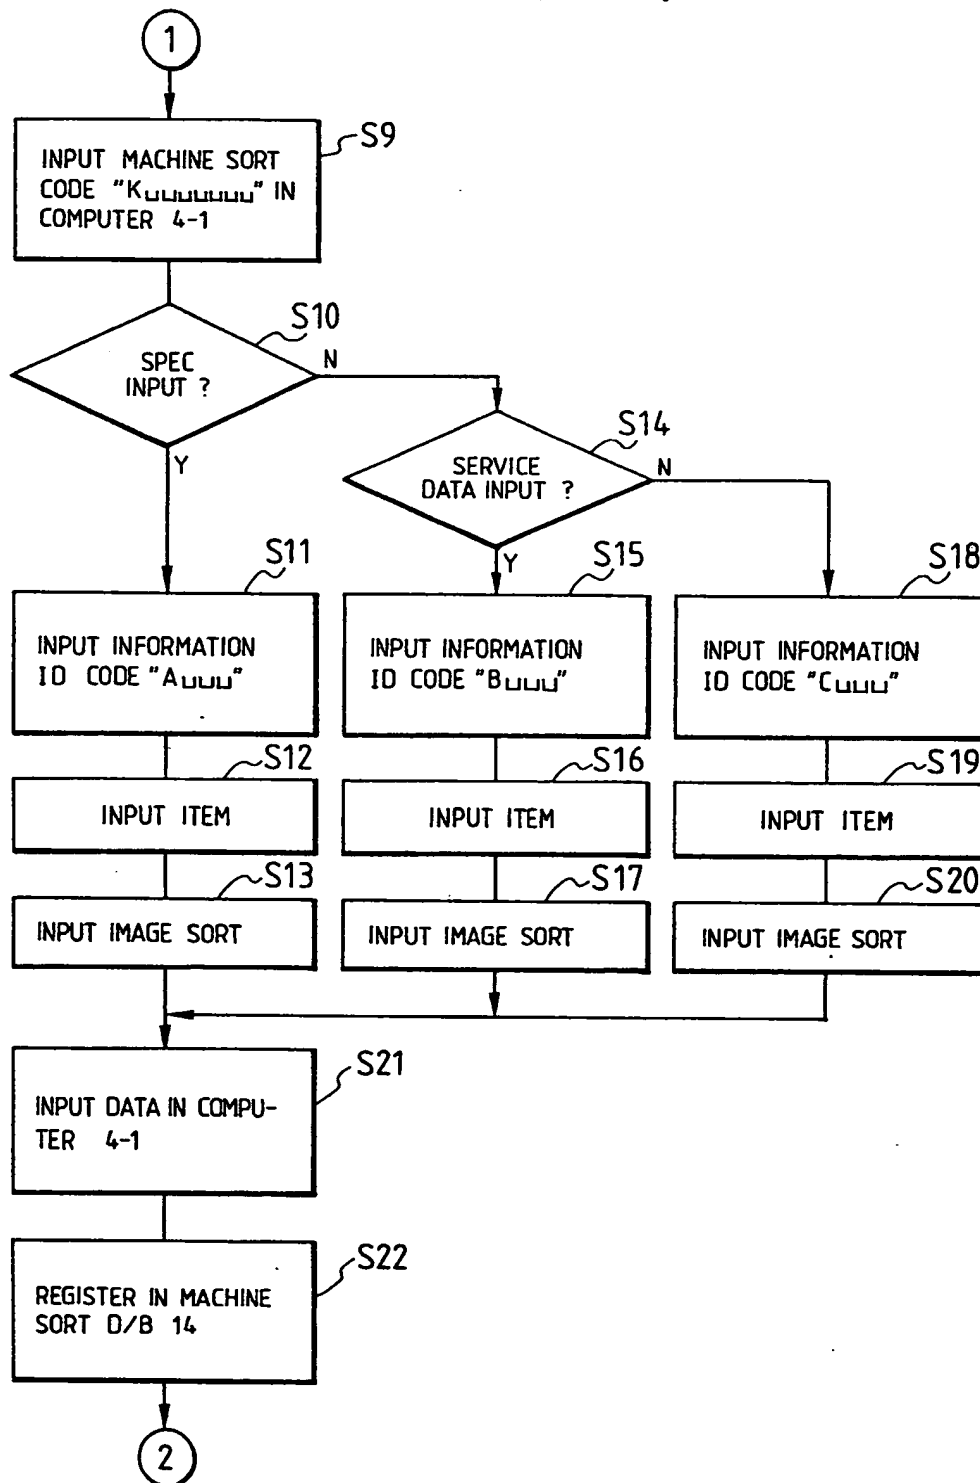 1
S9
INPUT MACHINE SORT
CODE "K␣␣␣␣␣␣␣" IN
COMPUTER 4-1
S10
SPEC
INPUT ?
N
Y
S14
SERVICE
DATA INPUT ?
N
Y
S11
INPUT INFORMATION
ID CODE "A␣␣␣"
S15
INPUT INFORMATION
ID CODE "B␣␣␣"
S18
INPUT INFORMATION
ID CODE "C␣␣␣"
S12
INPUT ITEM
S16
INPUT ITEM
S19
INPUT ITEM
S13
INPUT IMAGE SORT
S17
INPUT IMAGE SORT
S20
INPUT IMAGE SORT
S21
INPUT DATA IN COMPU-
TER 4-1
S22
REGISTER IN MACHINE
SORT D/B 14
2